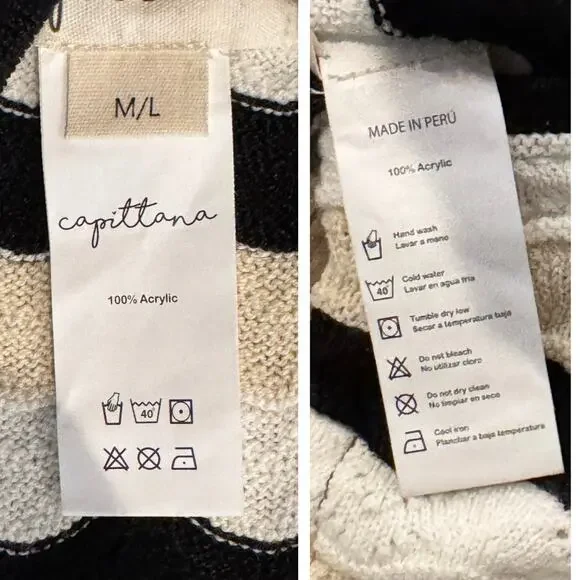 M/L
capittana
100% Acrylic
40
MADE IN PERÚ
100% Acrylic
Hand wash
Lavar a mano
40
Cold water
Lavar en agua fria
Tumble dry low
Secar a temperatura baja
Do not bleach
No utilizar cloro
Do not dry clean
No limpiar en seco
Cool iron
Planchar a baja temperatura